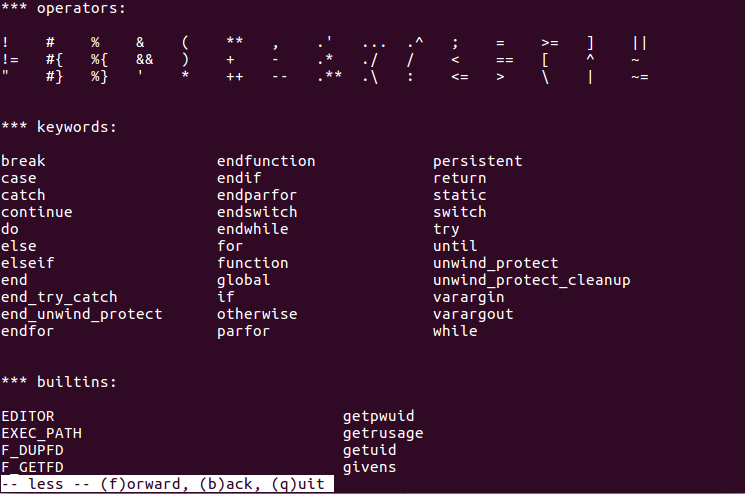 *** operators:
! # % & ( ** , .' ... .^ ; = >= ] ||
!= #{ %{ && ) + - .* ./ / < == [ ^ ~
" #} %} ' * ++ -- .** .\ : <= > \ | ~=
*** keywords:
break endfunction persistent
case endif return
catch endparfor static
continue endswitch switch
do endwhile try
else for until
elseif function unwind_protect
end global unwind_protect_cleanup
end_try_catch if varargin
end_unwind_protect otherwise varargout
endfor parfor while
*** builtins:
EDITOR getpwuid
EXEC_PATH getrusage
F_DUPFD getuid
F_GETFD givens
-- less -- (f)orward, (b)ack, (q)uit